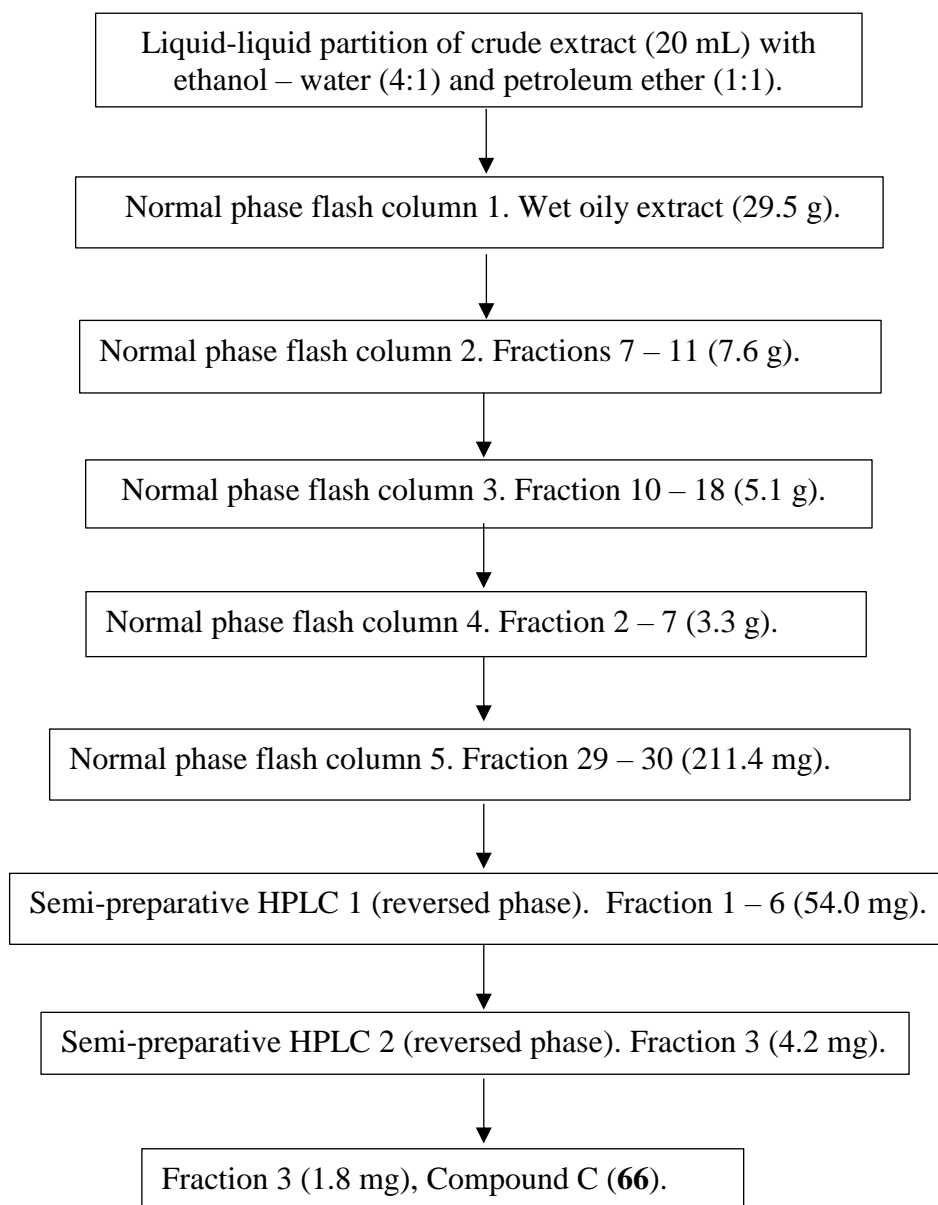 Liquid-liquid partition of crude extract (20 mL) with
ethanol – water (4:1) and petroleum ether (1:1).
Normal phase flash column 1. Wet oily extract (29.5 g).
Normal phase flash column 2. Fractions 7 – 11 (7.6 g).
Normal phase flash column 3. Fraction 10 – 18 (5.1 g).
Normal phase flash column 4. Fraction 2 – 7 (3.3 g).
Normal phase flash column 5. Fraction 29 – 30 (211.4 mg).
Semi-preparative HPLC 1 (reversed phase).  Fraction 1 – 6 (54.0 mg).
Semi-preparative HPLC 2 (reversed phase). Fraction 3 (4.2 mg).
Fraction 3 (1.8 mg), Compound C (66).